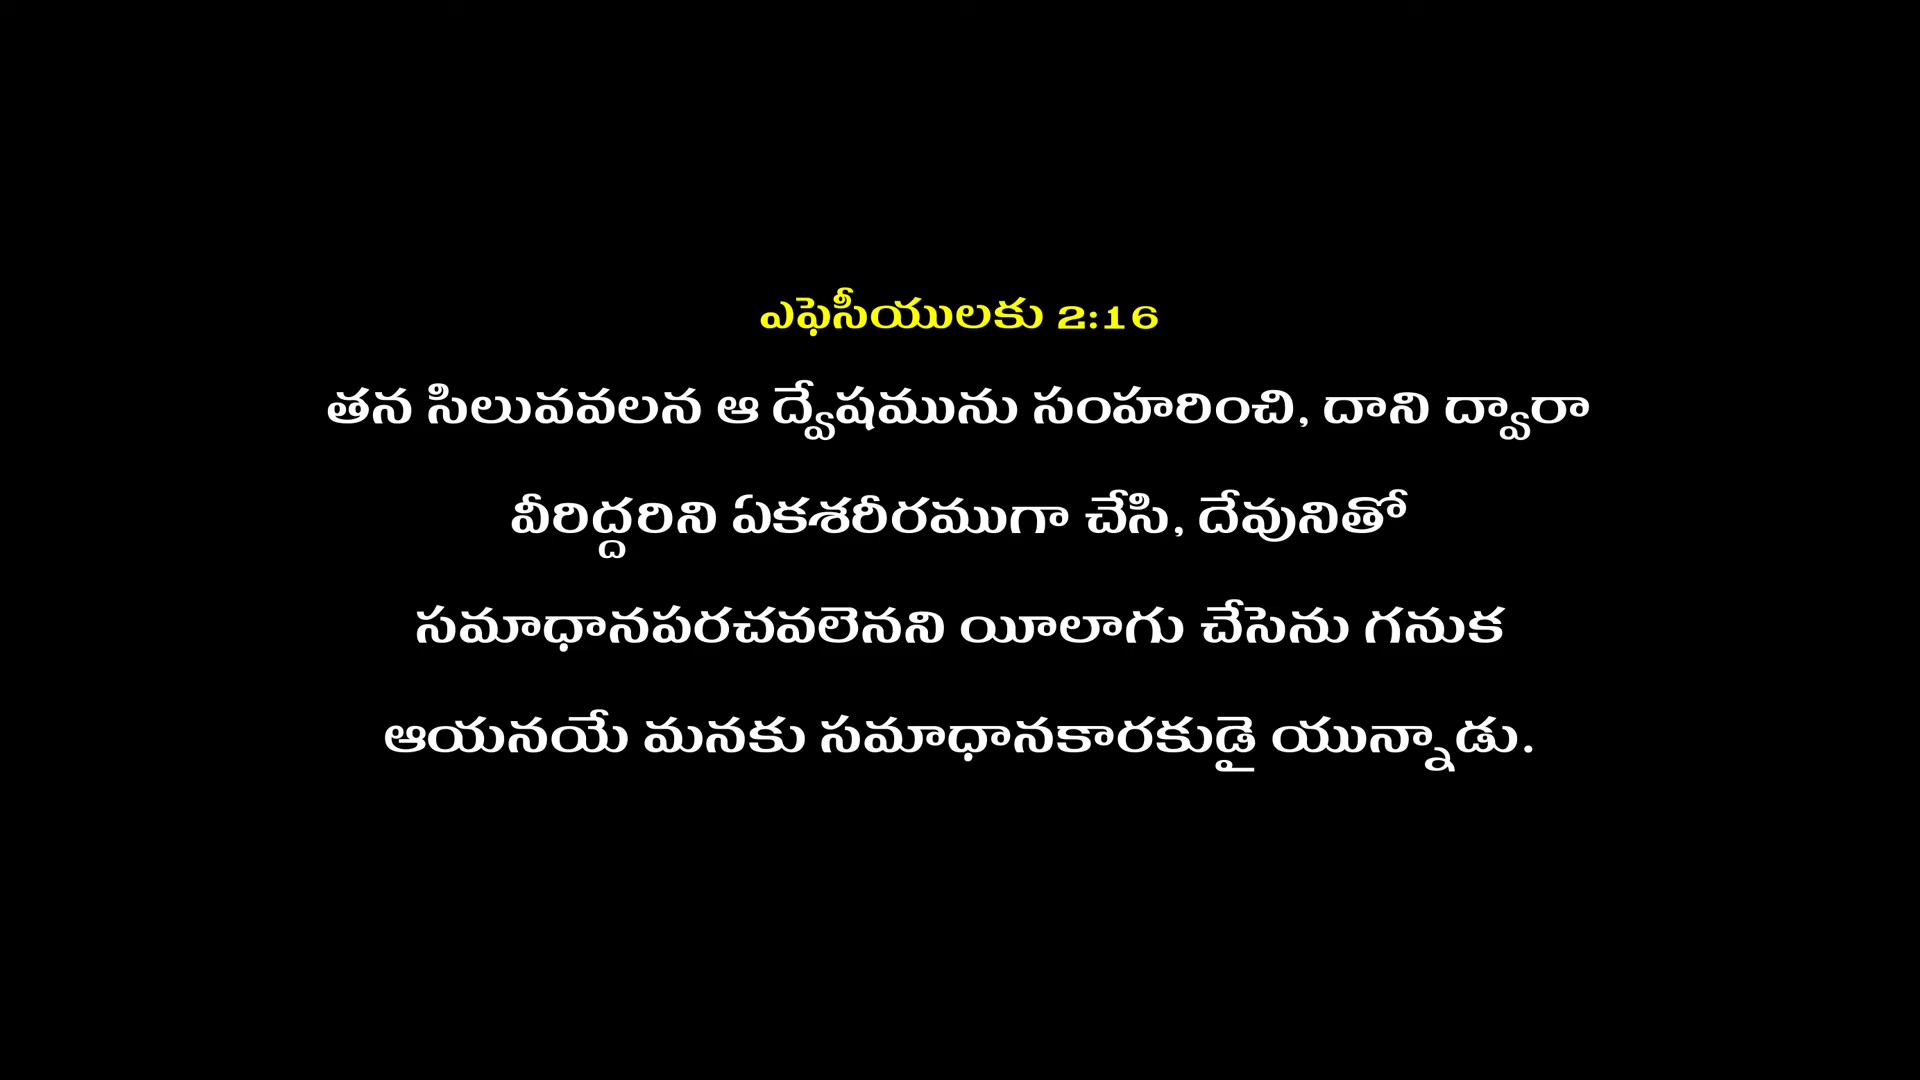 ఎఫెసీయులకు 2:16
తన సిలువవలన ఆ ద్వేషమును సంహరించి, దాని ద్వారా
వీరిద్దరిని ఏకశరీరముగా చేసి, దేవునితో
సమాధానపరచవలెనని యీలాగు చేసెను గనుక
ఆయనయే మనకు సమాధానకారకుడై యున్నాడు.